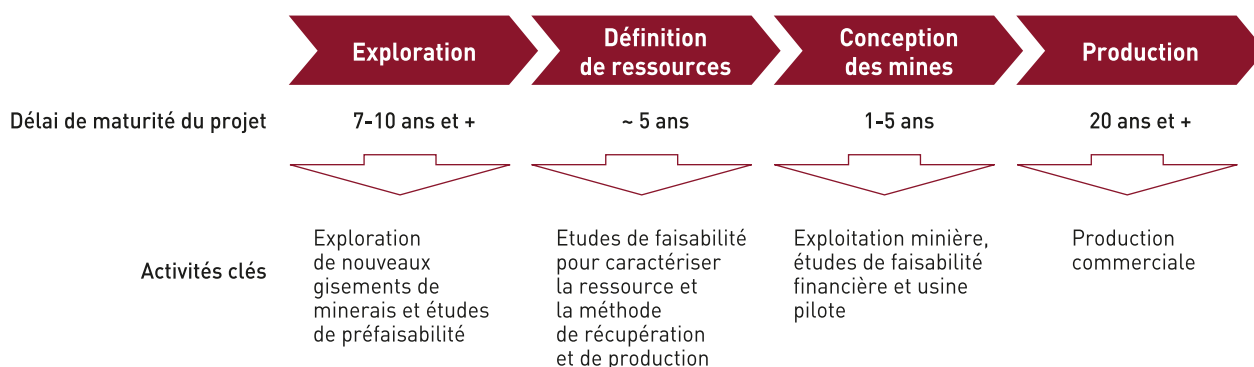 Exploration
Définition
de ressources
Conception
des mines
Production
Délai de maturité du projet
7-10 ans et +
~ 5 ans
1-5 ans
20 ans et +
Activités clés
Exploration
de nouveaux
gisements de
minerais et études
de préfaisabilité
Etudes de faisabilité
pour caractériser
la ressource et
la méthode
de récupération
et de production
Exploitation minière,
études de faisabilité
financière et usine
pilote
Production
commerciale